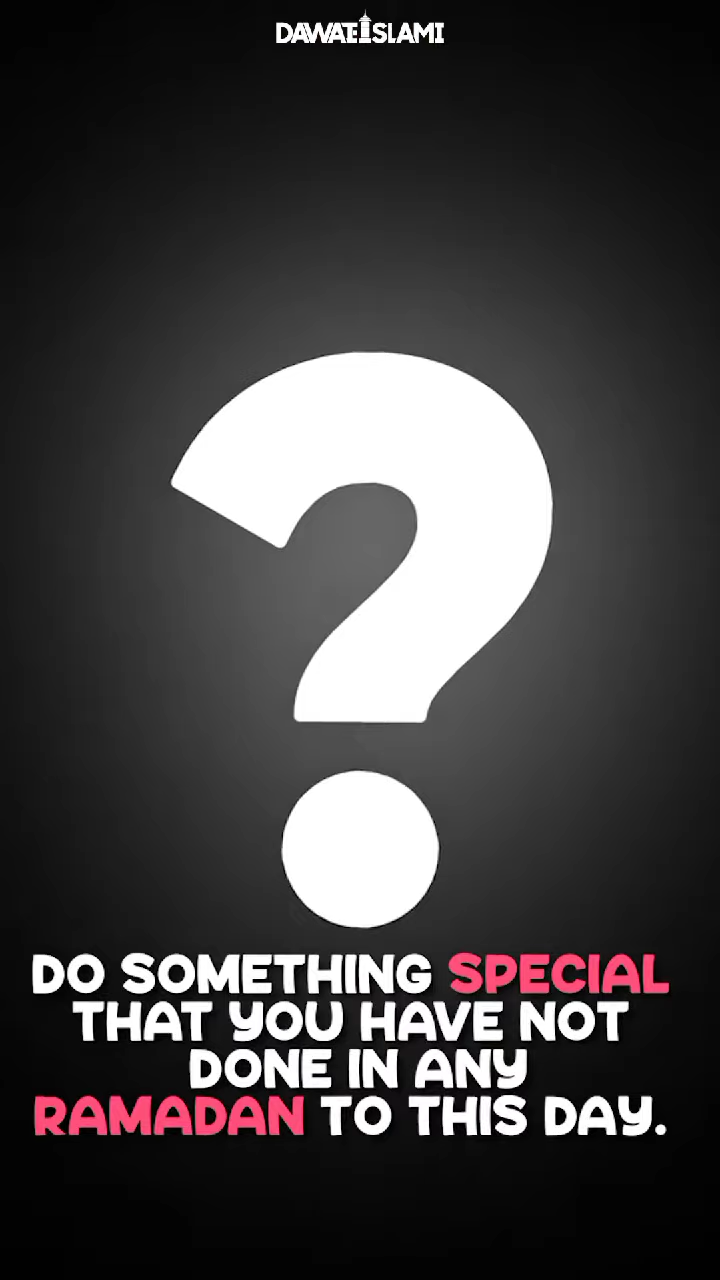 DAWATEISLAMI
?
DO SOMETHING SPECIAL
THAT YOU HAVE NOT
DONE IN ANY
RAMADAN TO THIS DAY.